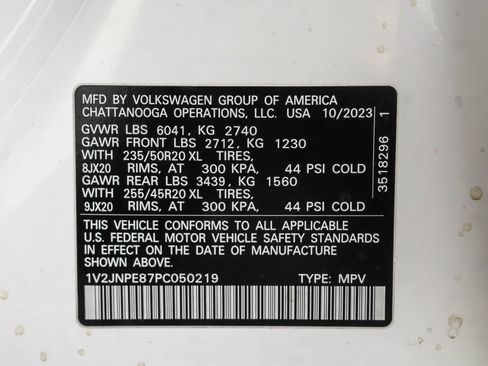 MFD BY VOLKSWAGEN GROUP OF AMERICA
CHATTANOOGA OPERATIONS, LLC. USA 10/2023
GVWR LBS 6041, KG 2740
GAWR FRONT LBS 2712, KG 1230
WITH 235/50R20 XL TIRES,
8JX20 RIMS, AT 300 KPA, 44 PSI COLD
GAWR REAR LBS 3439, KG 1560
WITH 255/45R20 XL TIRES,
9JX20 RIMS, AT 300 KPA, 44 PSI COLD
THIS VEHICLE CONFORMS TO ALL APPLICABLE
U.S. FEDERAL MOTOR VEHICLE SAFETY STANDARDS
IN EFFECT ON THE DATE OF MANUFACTURE
SHOWN ABOVE.
1V2JNPE87PC050219 TYPE: MPV
3518296 1